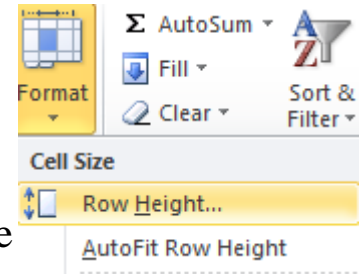 Σ AutoSum
Fill
Format
Clear
Sort &
Filter
Cell Size
Row Height...
e
AutoFit Row Height